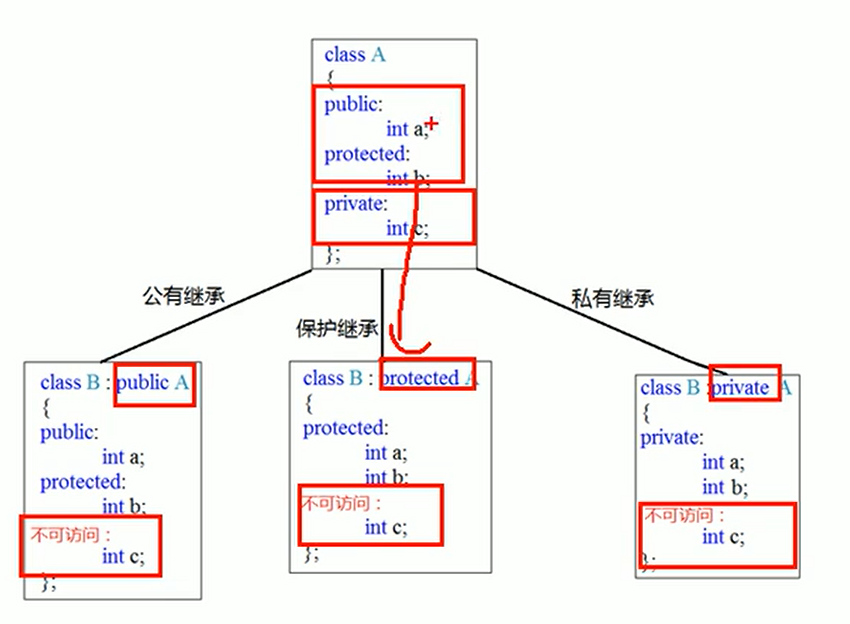 class A
{
public:
int a;
protected:
int b;
private:
int c;
};
公有继承
保护继承
私有继承
class B : public A
{
public:
int a;
protected:
int b;
不可访问：
int c;
};
class B : protected A
{
protected:
int a;
int b;
不可访问：
int c;
};
class B : private A
{
private:
int a;
int b;
不可访问：
int c;
};